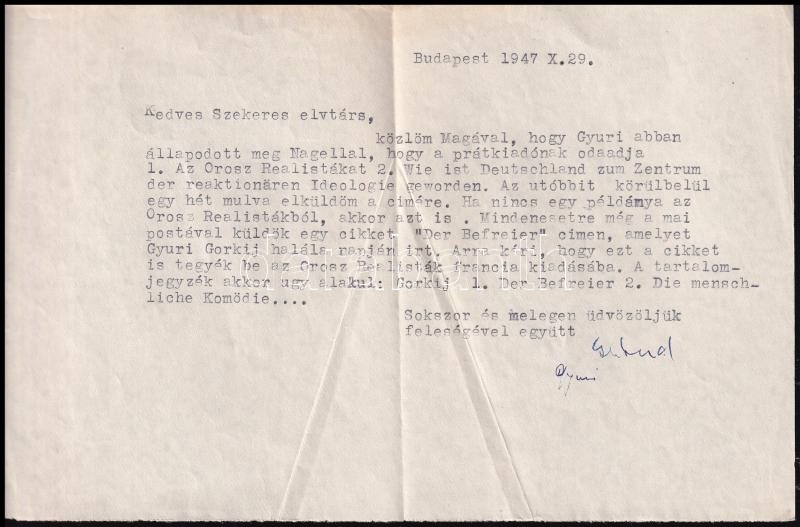 Budapest 1947 X.29.
Kedves Szekeres elvtárs,
közlöm Magával, hogy Gyuri abban
állapodott meg Nagellal, hogy a prátkiadónak odaadja
1. Az Orosz Realistákat 2. Wie ist Deutschland zum Zentrum
der reaktionären Ideologie geworden. Az utóbbit körülbelül
egy hét mulva elküldöm a cimére. Ha nincs egy példánya az
Orosz Realistákból, akkor azt is . Mindenesetre még a mai
postával küldök egy cikket "Der Befreier" cimen, amelyet
Gyuri Gorkij halála napján irt. Arra kéri, hogy ezt a cikket
is tegyék be az Orosz Realisták francia kiadásába. A tartalom-
jegyzék akkor ugy alakul: Gorkij 1. Der Befreier 2. Die mensch-
liche Komödie....
Sokszor és melegen üdvözöljük
feleségével együtt
Gyuri